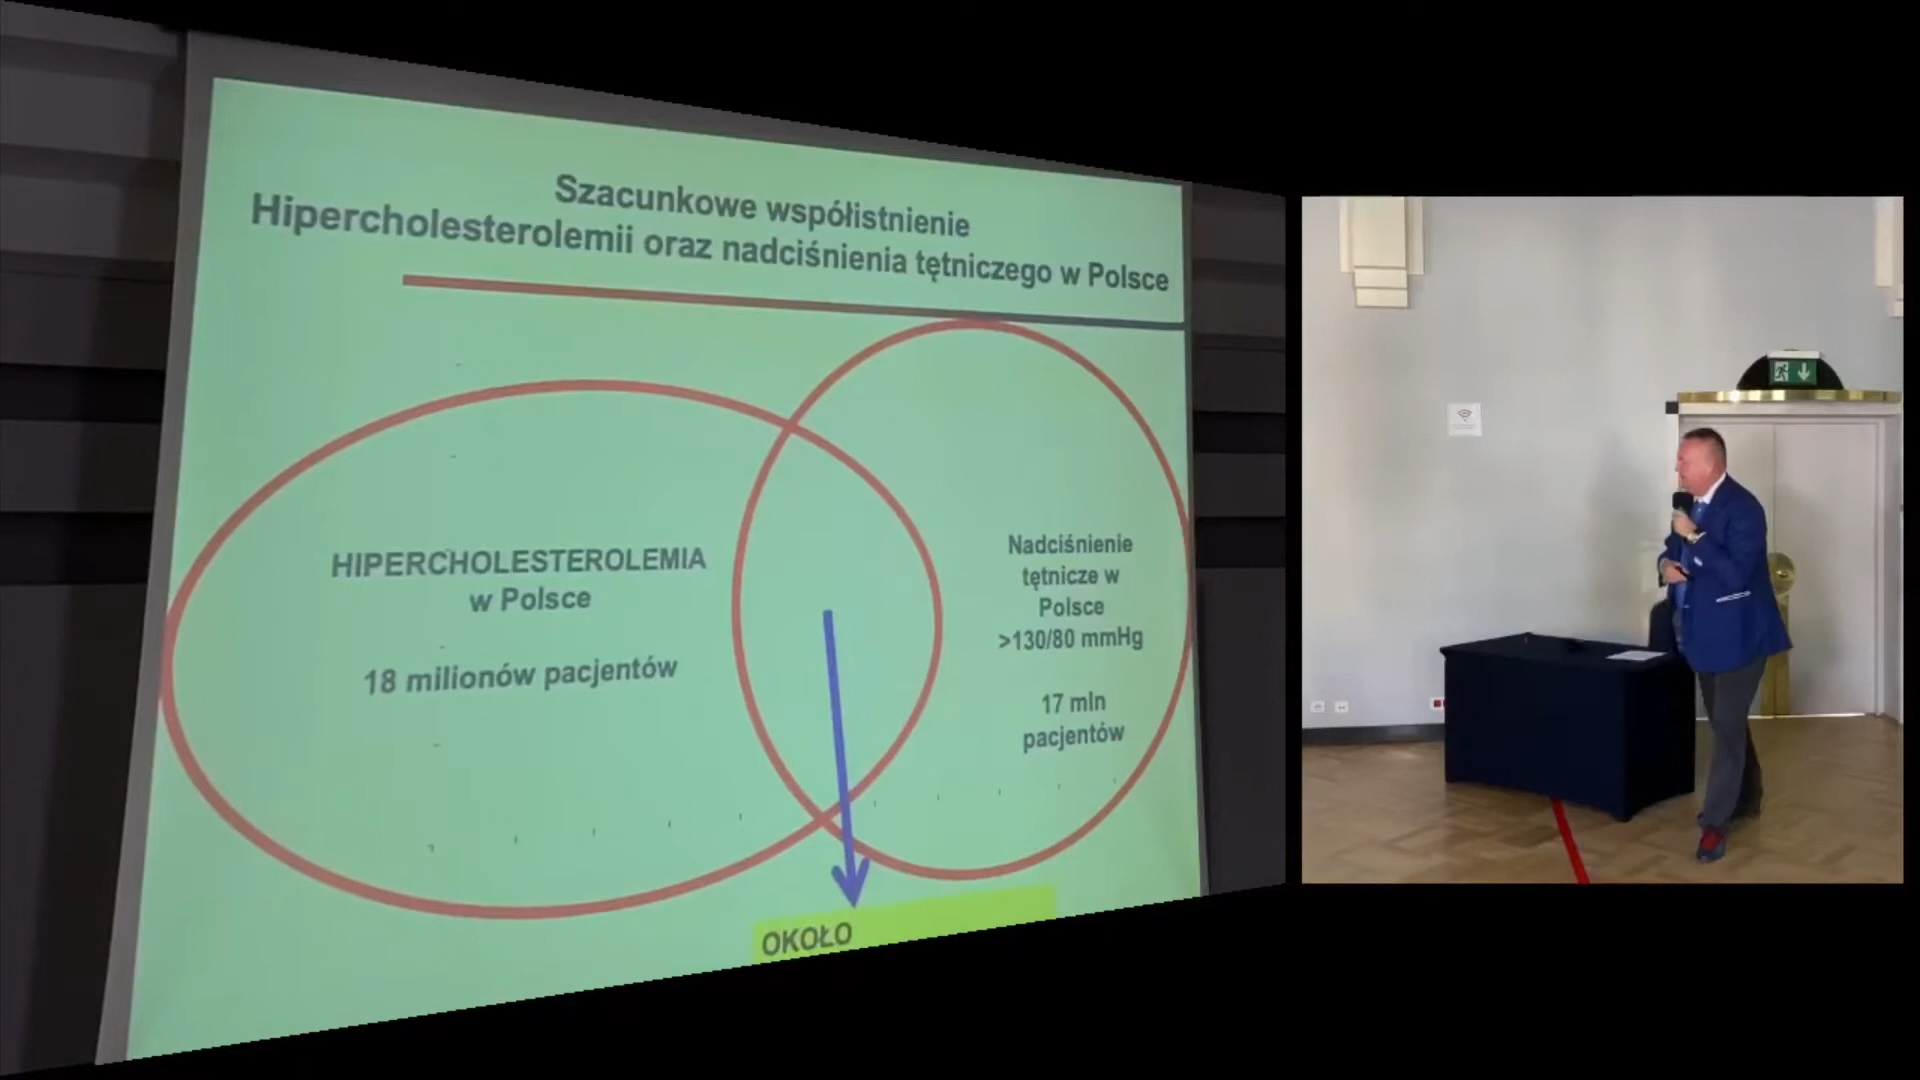 Szacunkowe współistnienie
Hipercholesterolemii oraz nadciśnienia tętniczego w Polsce
HIPERCHOLESTEROLEMIA
w Polsce
18 milionów pacjentów
Nadciśnienie
tętnicze w
Polsce
>130/80 mmHg
17 mln
pacjentów
OKOŁO